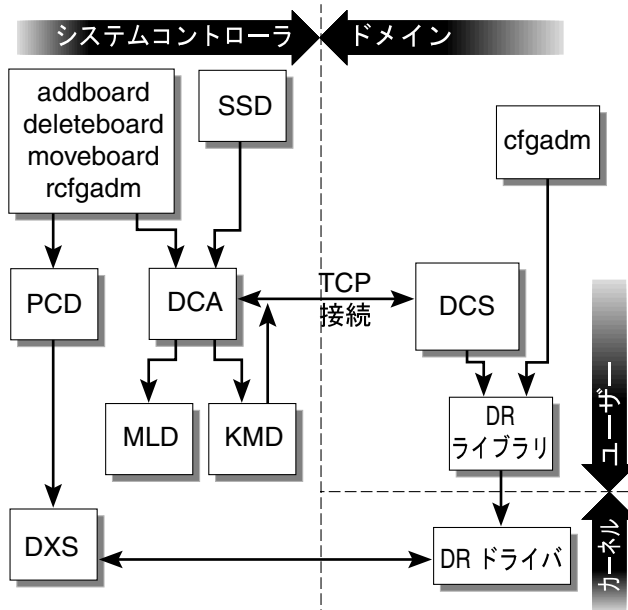 システムコントローラ
ドメイン
addboard
deleteboard
moveboard
rcfgadm
SSD
cfgadm
PCD
DCA
TCP
接続
DCS
MLD
KMD
DR
ライブラリ
ユーザー
DXS
DR ドライバ
カーネル